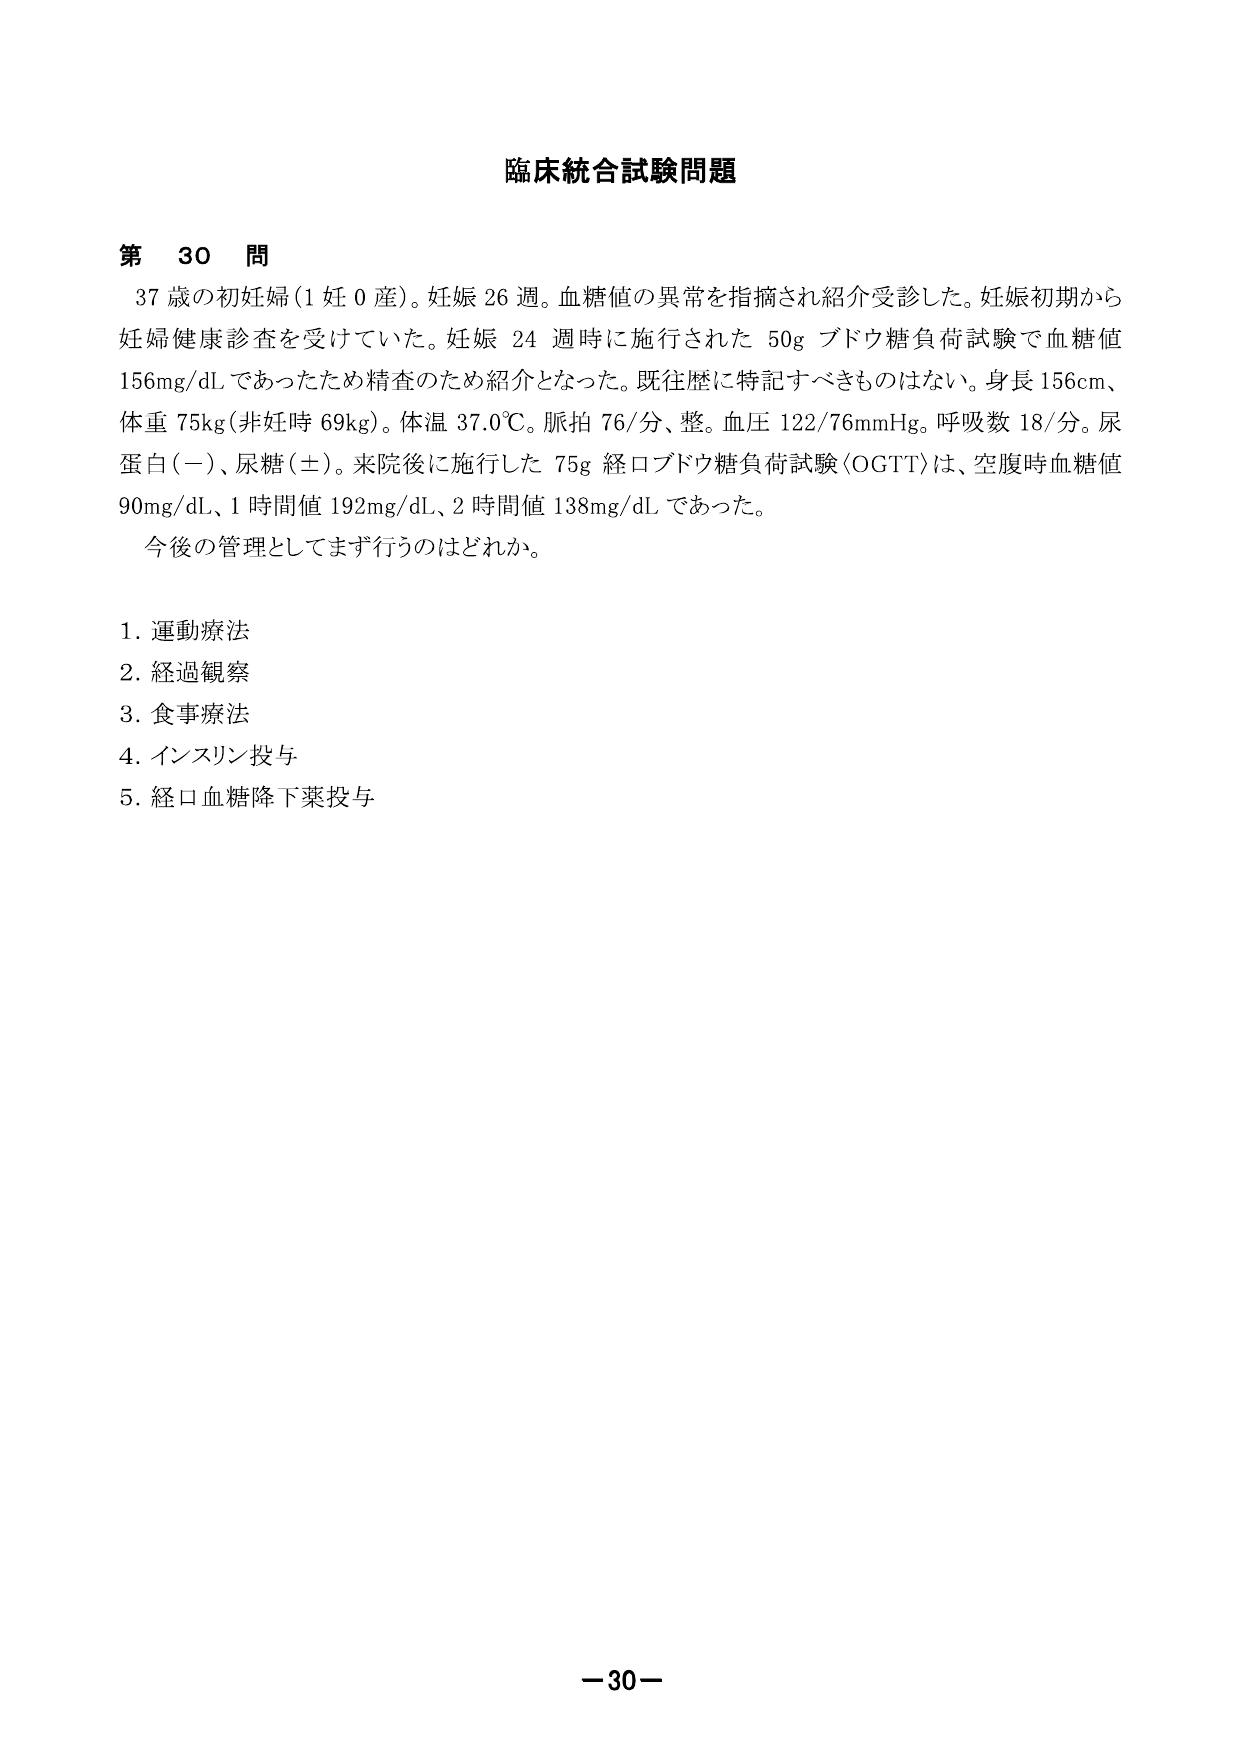 臨床統合試験問題
第 30 問
37 歳の初妊婦(1 妊 0 産)。妊娠 26 週。血糖値の異常を指摘され紹介受診した。妊娠初期から
妊婦健康診査を受けていた。妊娠 24 週時に施行された 50g ブドウ糖負荷試験で血糖値
156mg/dL であったため精査のため紹介となった。既往歴に特記すべきものはない。身長 156cm、
体重 75kg(非妊時 69kg)。体温 37.0℃。脈拍 76/分、整。血圧 122/76mmHg。呼吸数 18/分。尿
蛋白(-)、尿糖(±)。来院後に施行した 75g 経口ブドウ糖負荷試験〈OGTT〉は、空腹時血糖値
90mg/dL、1 時間値 192mg/dL、2 時間値 138mg/dL であった。
今後の管理としてまず行うのはどれか。
1. 運動療法
2. 経過観察
3. 食事療法
4. インスリン投与
5. 経口血糖降下薬投与
-30-